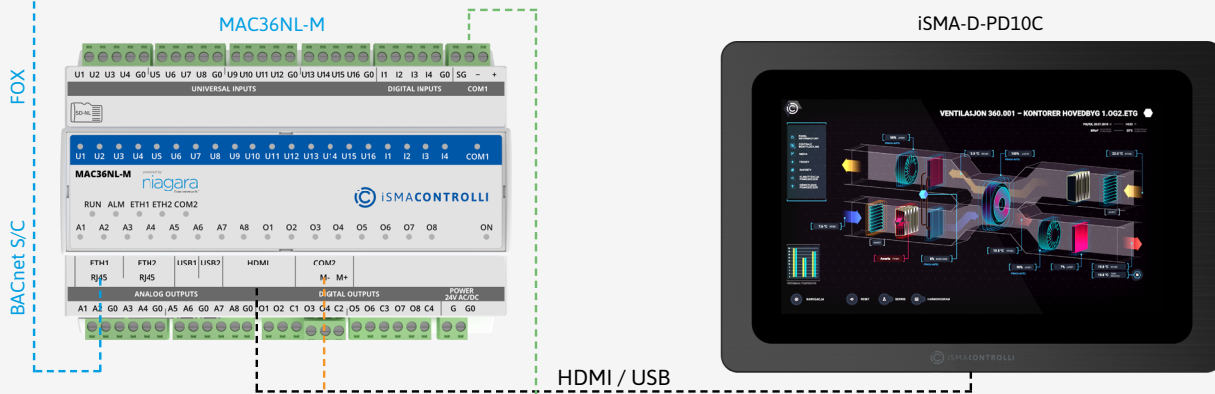 MAC36NL-M
iSMA-D-PD10C
FOX
BACnet S/C
U1 U2 U3 U4 G0 U5 U6 U7 U8 G0 U9 U10 U11 U12 G0 U13 U14 U15 U16 G0 I1 I2 I3 I4 G0 SG - +
UNIVERSAL INPUTS
DIGITAL INPUTS
COM1
SD-NL
U1 U2 U3 U4 U5 U6 U7 U8 U9 U10 U11 U12 U13 U14 U15 U16 I1 I2 I3 I4 COM1
MAC36NL-M
powered by
niagara
iSMACONTROLLI
RUN ALM ETH1 ETH2 COM2
A1 A2 A3 A4 A5 A6 A7 A8 O1 O2 O3 O4 O5 O6 O7 O8 ON
ETH1 ETH2 USB1 USB2 HDMI COM2
RJ45 RJ45 M- M+
ANALOG OUTPUTS
DIGITAL OUTPUTS
POWER
24V AC/DC
A1 A2 G0 A3 A4 G0 A5 A6 G0 A7 A8 G0 O1 O2 C1 O3 O4 C2 O5 O6 C3 O7 O8 C4 G G0
VENTILASJON 360.001 – KONTORER HOVEDBYG 1.OG2.ETG
NAVIGACJA
RESET
SERWIS
HARMONOGRAM
iSMACONTROLLI
HDMI / USB